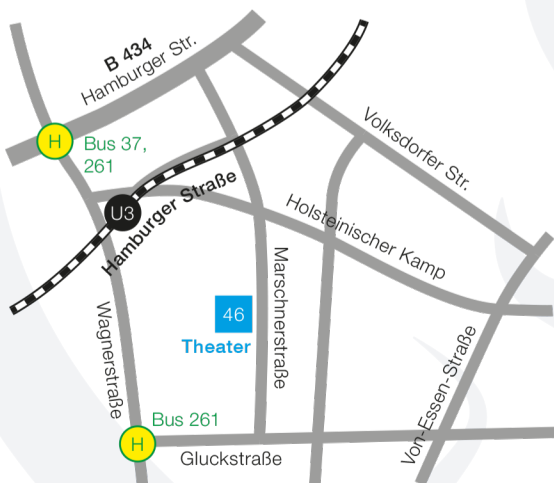 B 434
Hamburger Str.
H
Bus 37,
261
Volksdorfer Str.
U3
Hamburger Straße
Holsteinischer Kamp
46
Theater
Marschnerstraße
Wagnerstraße
Von-Essen-Straße
Bus 261
H
Gluckstraße